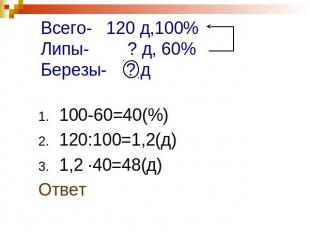 Всего- 120 д,100%
Липы- ? д, 60%
Березы- ? д
1. 100-60=40(%)
2. 120:100=1,2(д)
3. 1,2 ·40=48(д)
Ответ